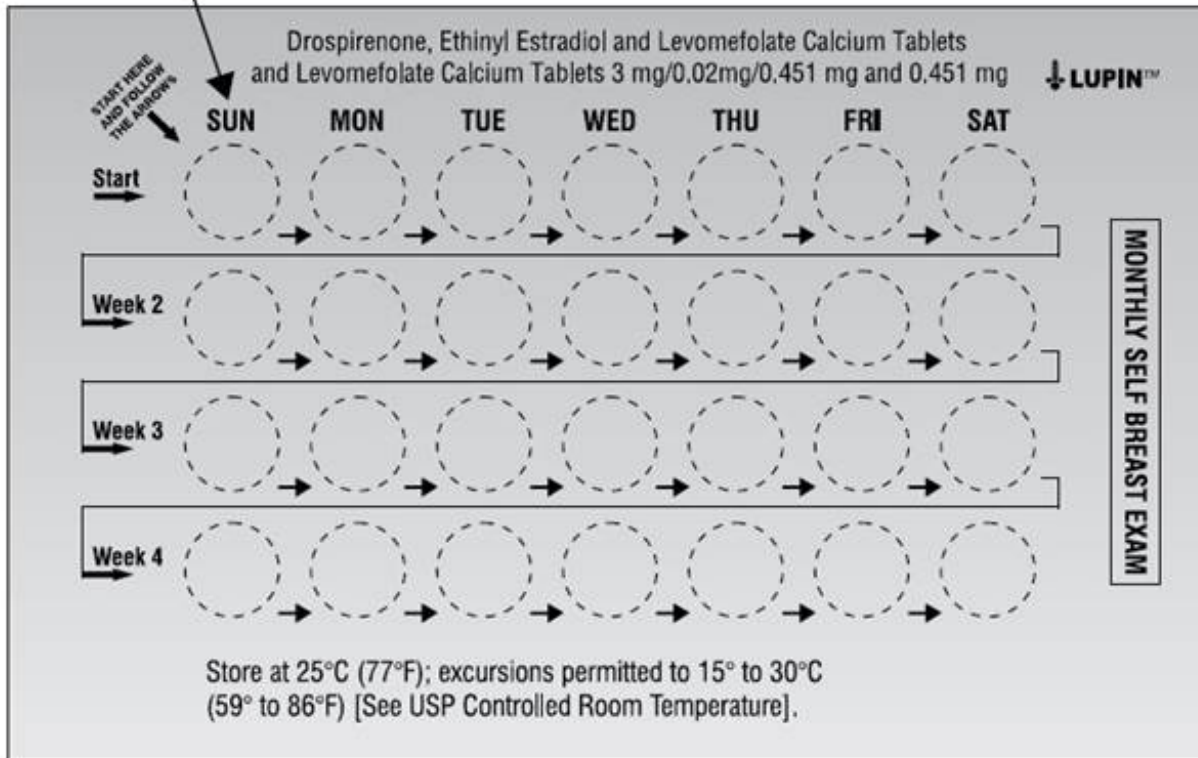 Drospirenone, Ethinyl Estradiol and Levomefolate Calcium Tablets
and Levomefolate Calcium Tablets 3 mg/0.02mg/0.451 mg and 0.451 mg
LUPIN™
START HERE
AND FOLLOW
THE ARROWS
SUN MON TUE WED THU FRI SAT
Start
Week 2
Week 3
Week 4
MONTHLY SELF BREAST EXAM
Store at 25°C (77°F); excursions permitted to 15° to 30°C
(59° to 86°F) [See USP Controlled Room Temperature].